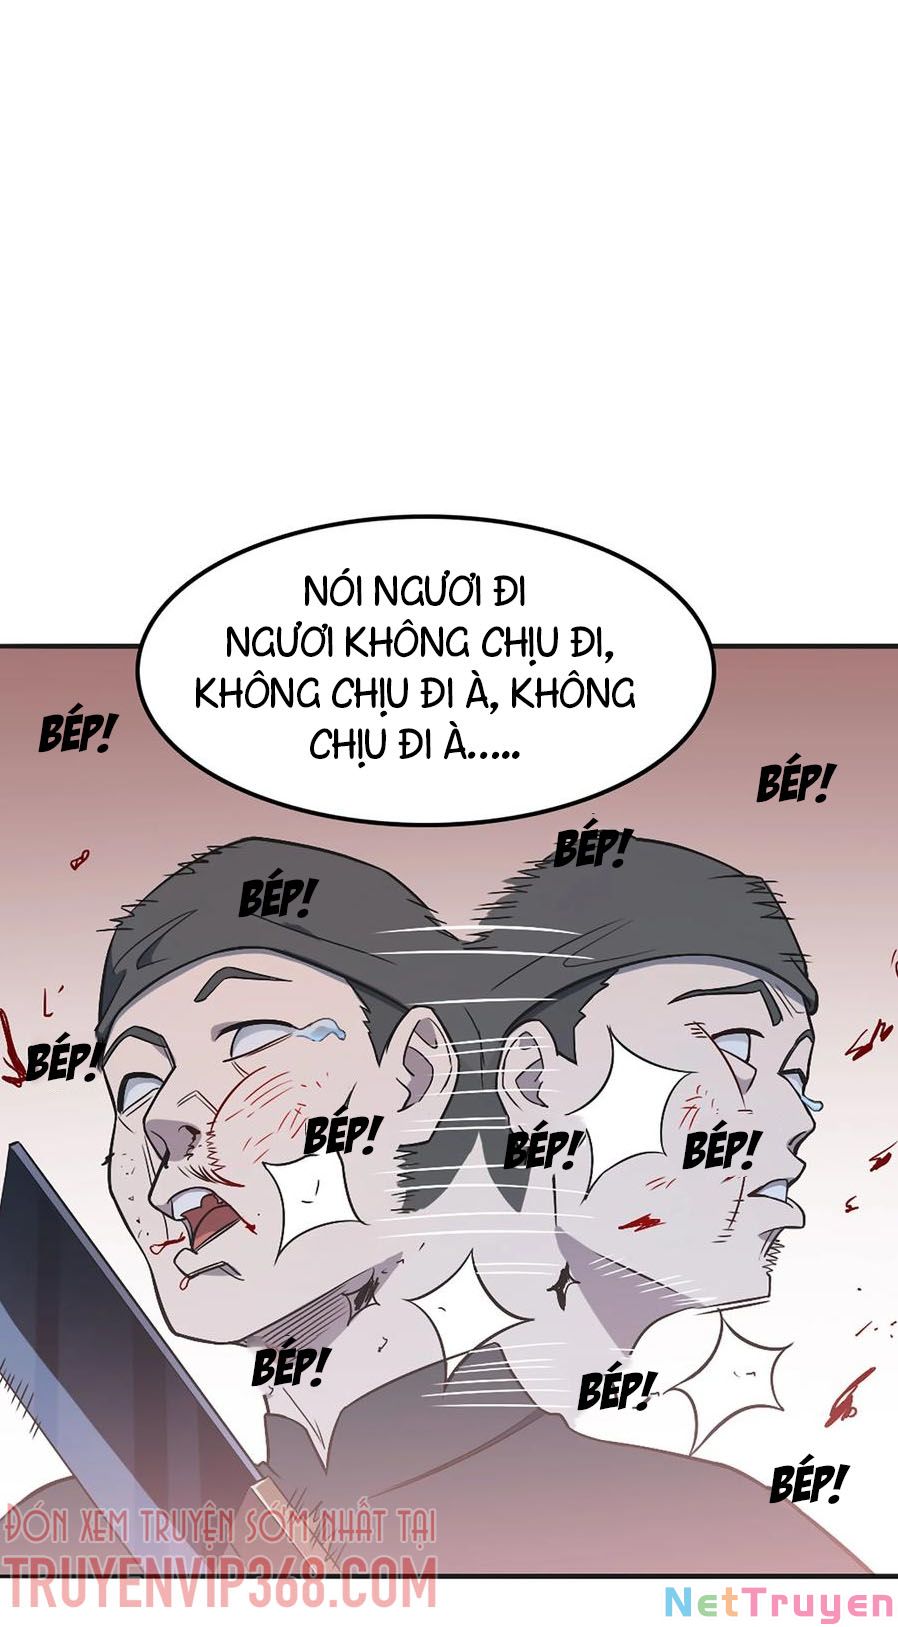 NÓI NGƯƠI ĐI
NGƯƠI KHÔNG CHỊU ĐI,
KHÔNG CHỊU ĐI À, KHÔNG
CHỊU ĐI À.....
BÉP!
BÉP!
BÉP!
BÉP!
BÉP!
BÉP!
BÉP!
BÉP!
BÉP!
BÉP!
BÉP!
ĐÓN XEM TRUYỆN SỚM NHẤT TẠI
TRUYENVIP368.COM
NetTruyen